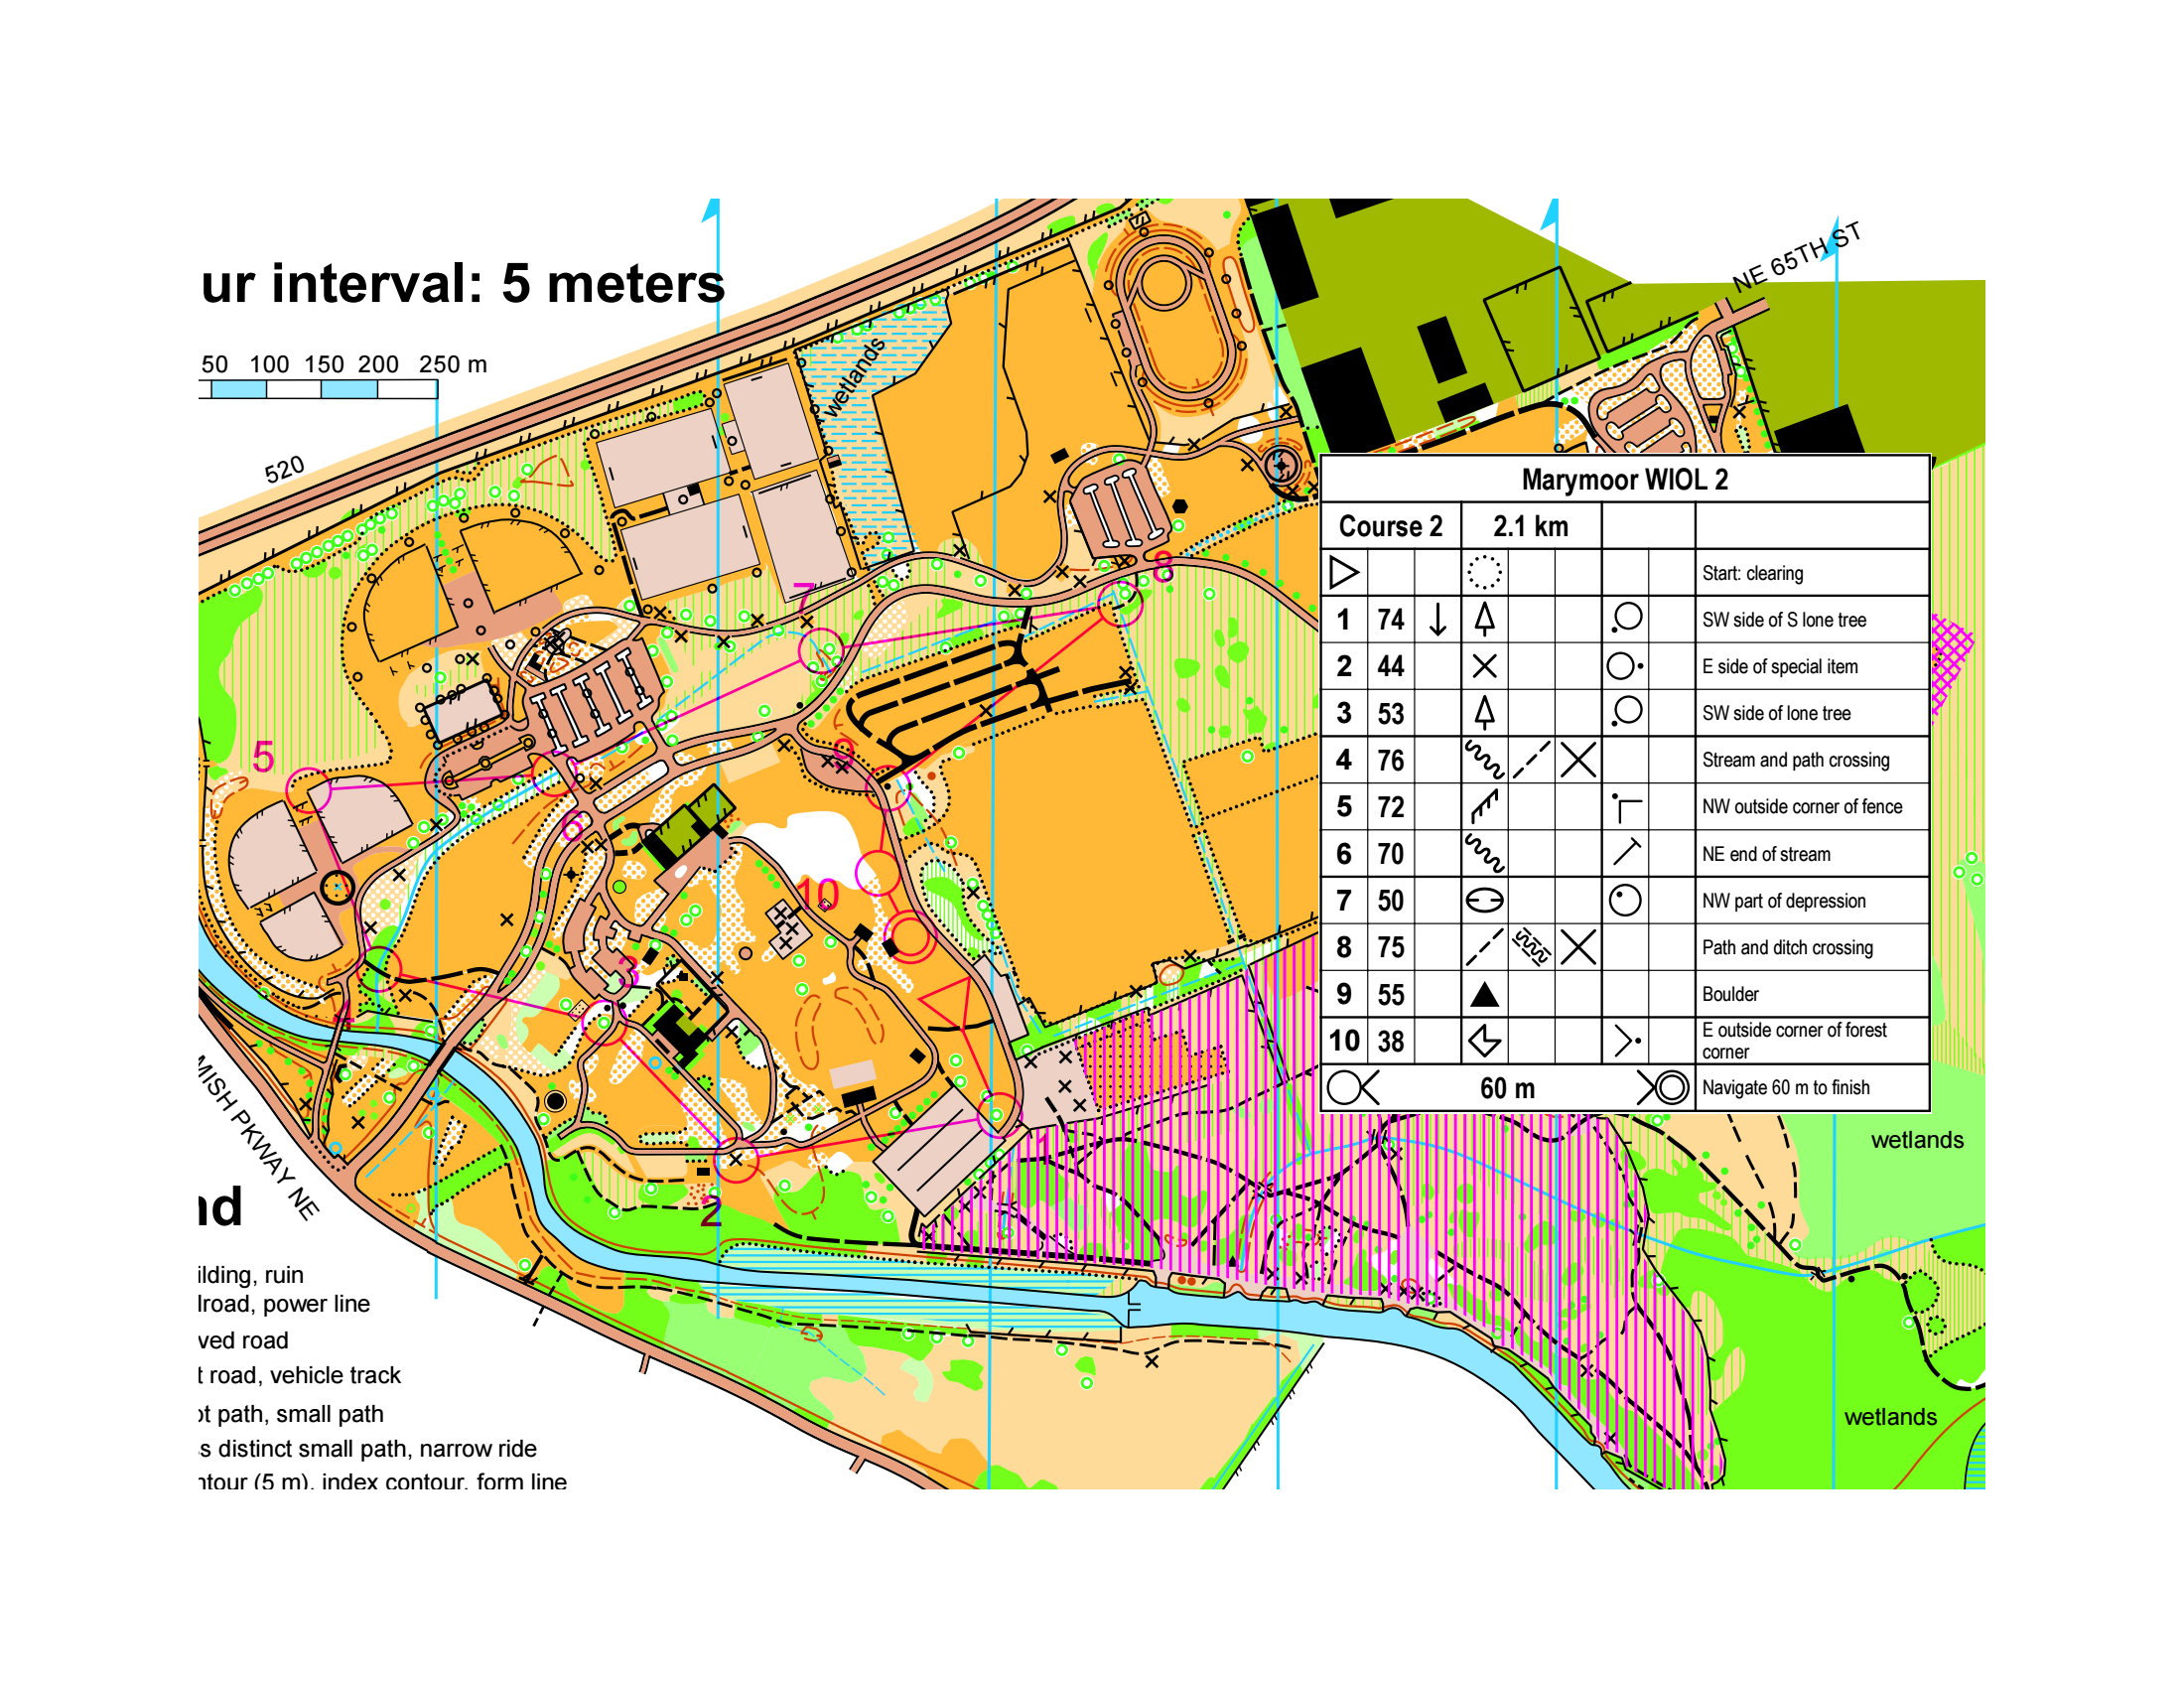 ur interval: 5 meters
50 100 150 200 250 m
520
wetlands
NE 65TH ST
Marymoor WIOL 2
Course 2 2.1 km
Start: clearing
1 74 SW side of S lone tree
2 44 E side of special item
3 53 SW side of lone tree
4 76 Stream and path crossing
5 72 NW outside corner of fence
6 70 NE end of stream
7 50 NW part of depression
8 75 Path and ditch crossing
9 55 Boulder
10 38 E outside corner of forest
corner
60 m Navigate 60 m to finish
7
8
5
9
6
10
3
4
1
2
MISH PKWAY NE
wetlands
wetlands
nd
ilding, ruin
lroad, power line
ved road
t road, vehicle track
ot path, small path
s distinct small path, narrow ride
ntour (5 m), index contour, form line